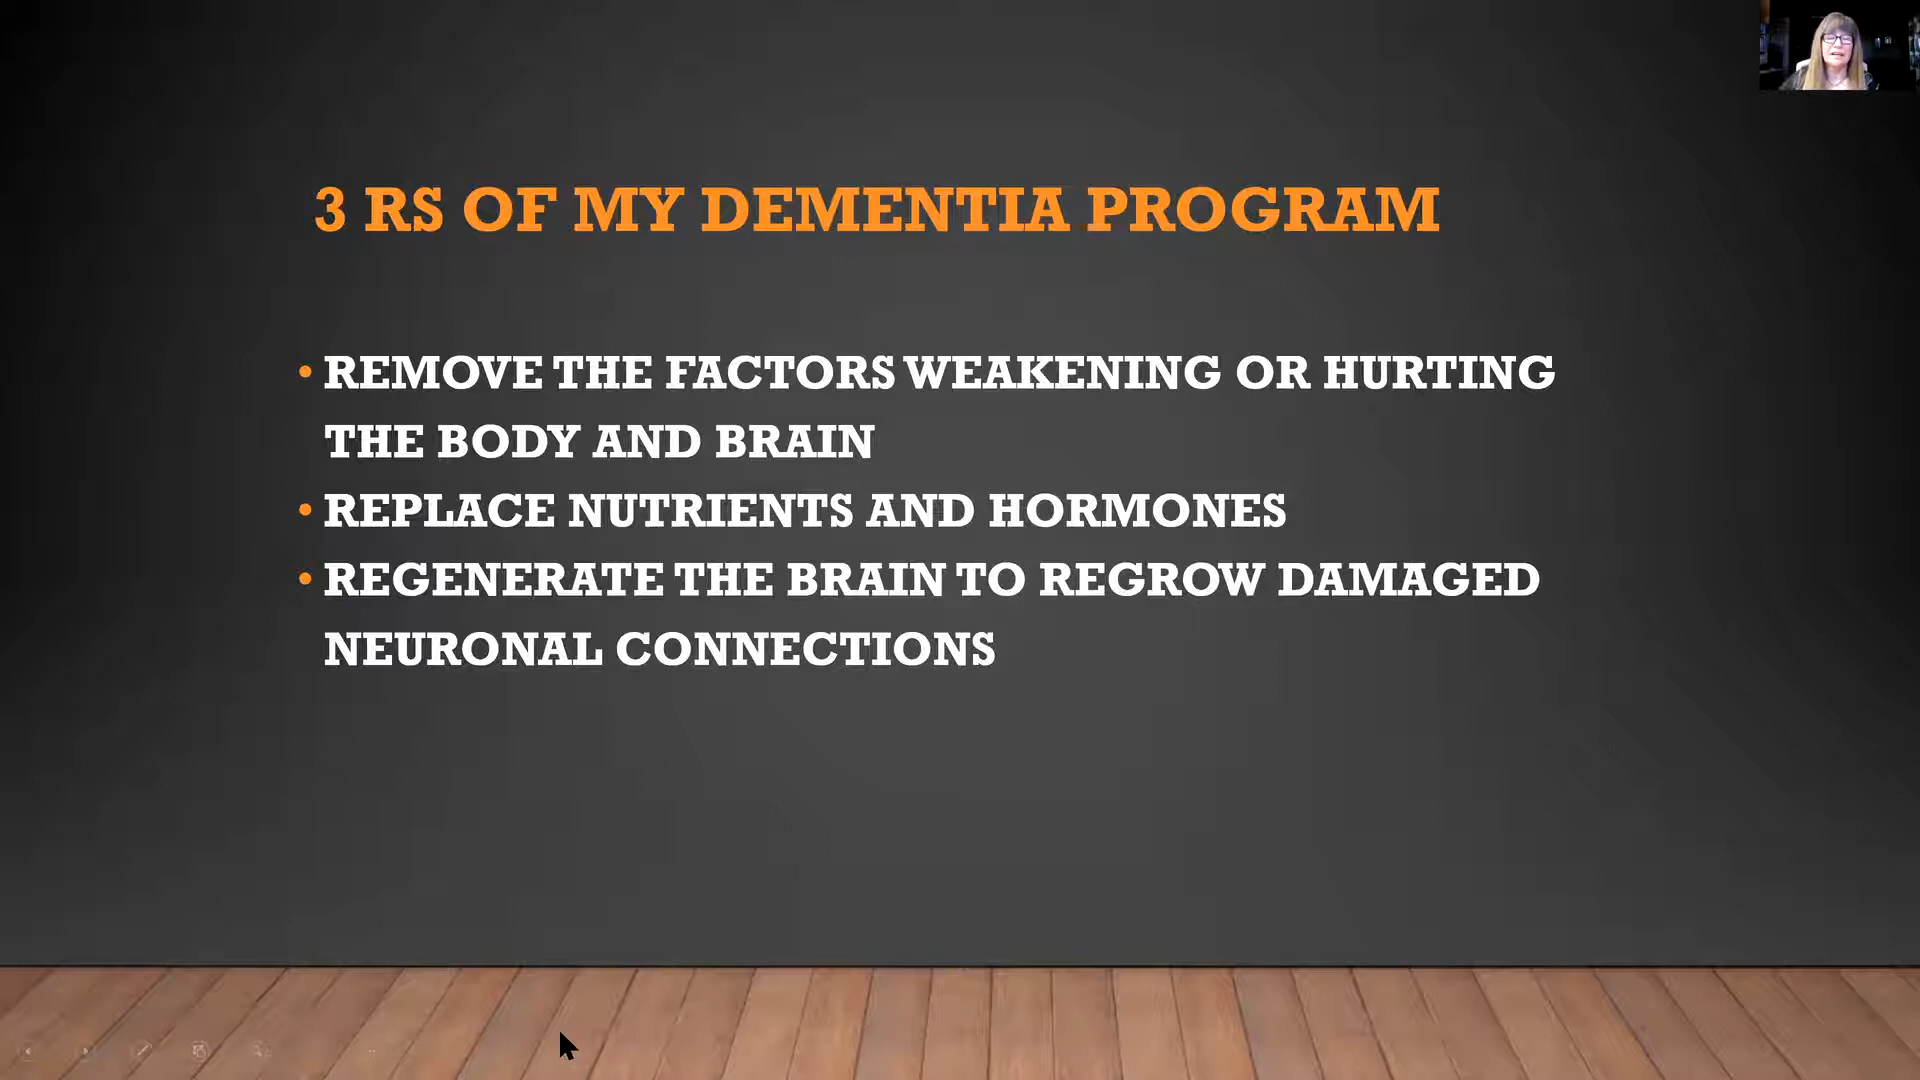 3 RS OF MY DEMENTIA PROGRAM
• REMOVE THE FACTORS WEAKENING OR HURTING
THE BODY AND BRAIN
• REPLACE NUTRIENTS AND HORMONES
• REGENERATE THE BRAIN TO REGROW DAMAGED
NEURONAL CONNECTIONS